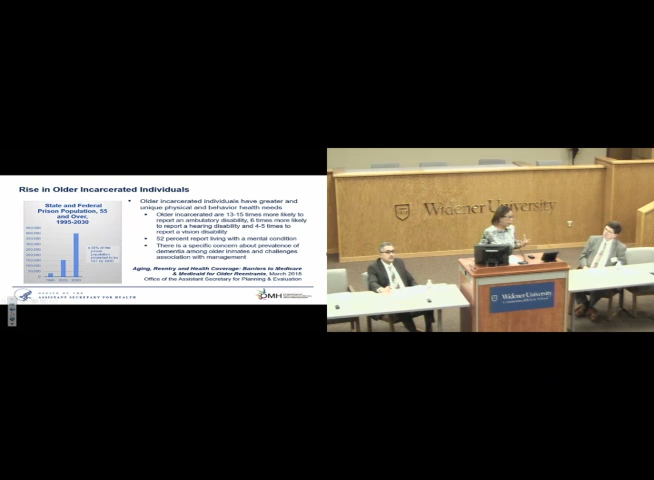 Rise in Older Incarcerated Individuals
State and Federal
Prison Population, 55
and Over,
1995-2030
• Older incarcerated individuals have greater and
unique physical and behavior health needs
• Older incarcerated are 13-15 times more likely to
report an ambulatory disability, 6 times more likely
to report a hearing disability and 4-5 times to
report a vision disability
• 52 percent report living with a mental condition
• There is a specific concern about prevalence of
dementia among older inmates and challenges
association with management
Aging, Reentry and Health Coverage: Barriers to Medicare
& Medicaid for Older Reentrants, March 2018
Office of the Assistant Secretary for Planning & Evaluation
ASSISTANT SECRETARY FOR HEALTH
OMH
Widener University
Widener University